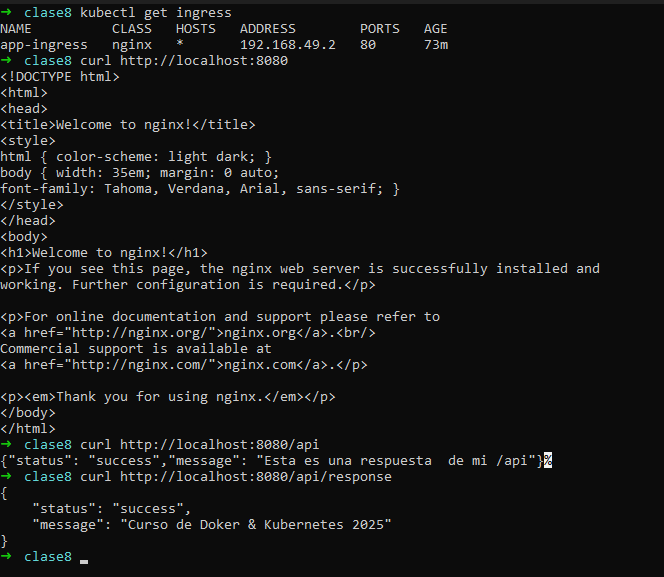 ➜  clase8 kubectl get ingress
NAME          CLASS   HOSTS   ADDRESS        PORTS   AGE
app-ingress   nginx   *       192.168.49.2   80      73m
➜  clase8 curl http://localhost:8080
<!DOCTYPE html>
<html>
<head>
<title>Welcome to nginx!</title>
<style>
html { color-scheme: light dark; }
body { width: 35em; margin: 0 auto;
font-family: Tahoma, Verdana, Arial, sans-serif; }
</style>
</head>
<body>
<h1>Welcome to nginx!</h1>
<p>If you see this page, the nginx web server is successfully installed and
working. Further configuration is required.</p>

<p>For online documentation and support please refer to
<a href="http://nginx.org/">nginx.org</a>.<br/>
Commercial support is available at
<a href="http://nginx.com/">nginx.com</a>.</p>

<p><em>Thank you for using nginx.</em></p>
</body>
</html>
➜  clase8 curl http://localhost:8080/api
{"status": "success","message": "Esta es una respuesta  de mi /api"}%
➜  clase8 curl http://localhost:8080/api/response
{
    "status": "success",
    "message": "Curso de Doker & Kubernetes 2025"
}
➜  clase8